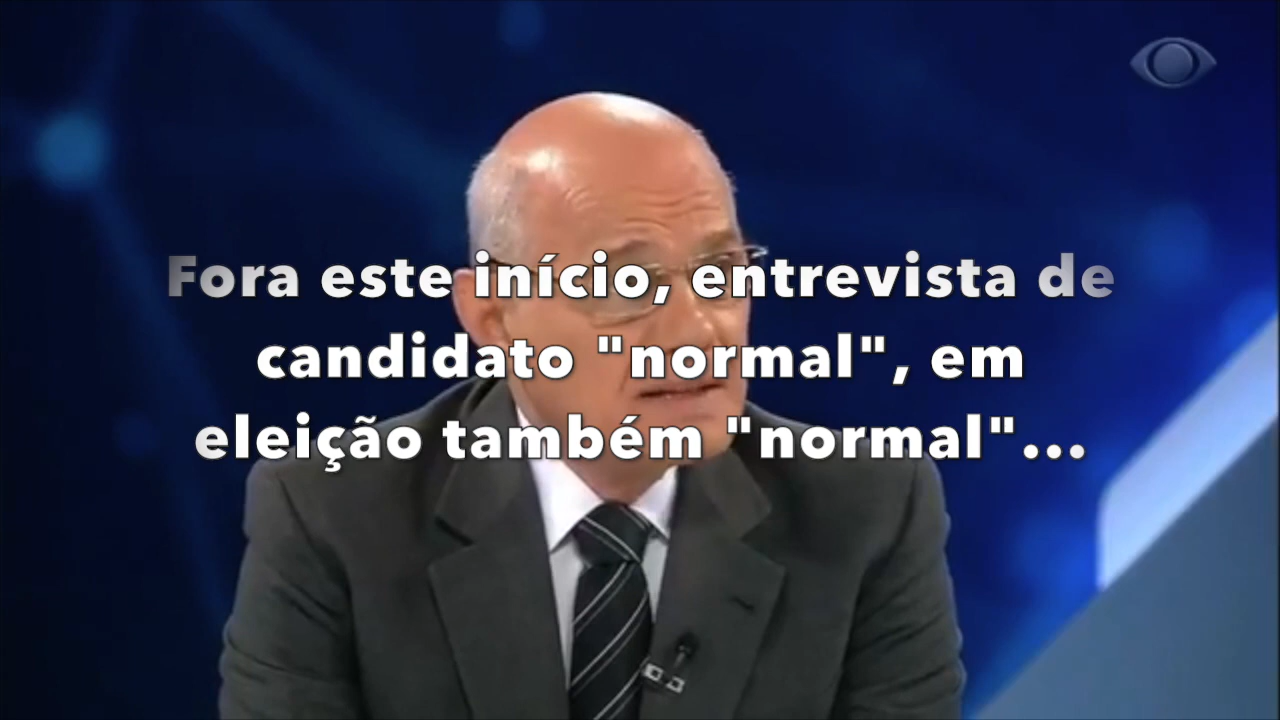 Fora este início, entrevista de
candidato "normal", em
eleição também "normal"...